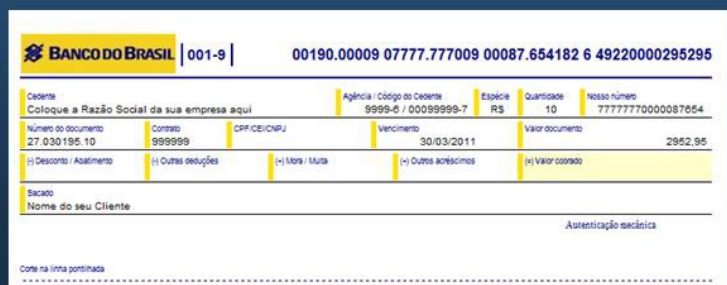 BANCO DO BRASIL 001-9 00190.00009 07777.777009 00087.654182 6 49220000295295
Cedente Agência / Código do Cedente Espécie Quantidade Nosso número
Coloque a Razão Social da sua empresa aqui 9999-6 / 00099999-7 R$ 10 77777770000087654
Número do documento Contrato CPF/CEI/CNPJ Vencimento Valor documento
27.030195.10 999999 30/03/2011 2952,95
(-) Desconto / Abatimento (-) Outras deduções (+) Mora / Multa (+) Outros acréscimos (=) Valor cobrado
Sacado
Nome do seu Cliente
Autenticação mecânica
Corte na linha pontilhada